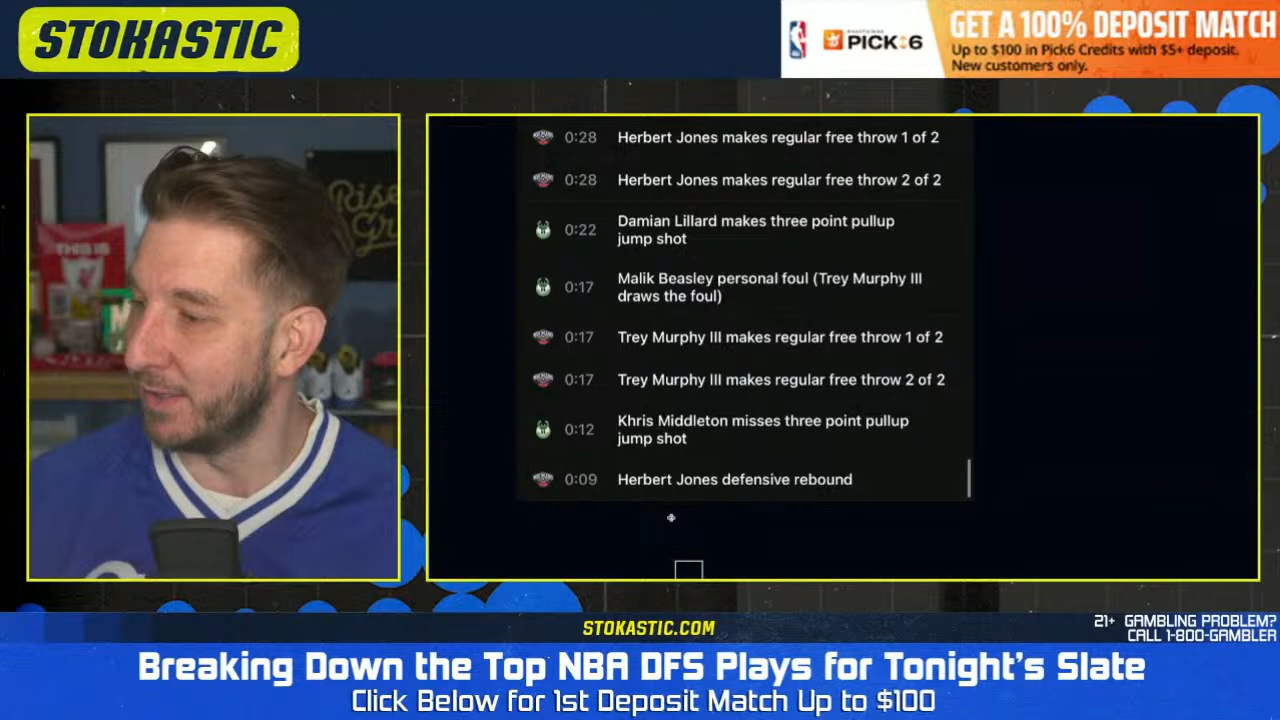 STOKASTIC
PICK6
GET A 100% DEPOSIT MATCH
Up to $100 in Pick6 Credits with $5+ deposit.
New customers only.
THIS IS
Rise
Gr
0:28 Herbert Jones makes regular free throw 1 of 2
0:28 Herbert Jones makes regular free throw 2 of 2
0:22 Damian Lillard makes three point pullup
jump shot
0:17 Malik Beasley personal foul (Trey Murphy III
draws the foul)
0:17 Trey Murphy III makes regular free throw 1 of 2
0:17 Trey Murphy III makes regular free throw 2 of 2
0:12 Khris Middleton misses three point pullup
jump shot
0:09 Herbert Jones defensive rebound
STOKASTIC.COM
21+ GAMBLING PROBLEM?
CALL 1-800-GAMBLER
Breaking Down the Top NBA DFS Plays for Tonight's Slate
Click Below for 1st Deposit Match Up to $100